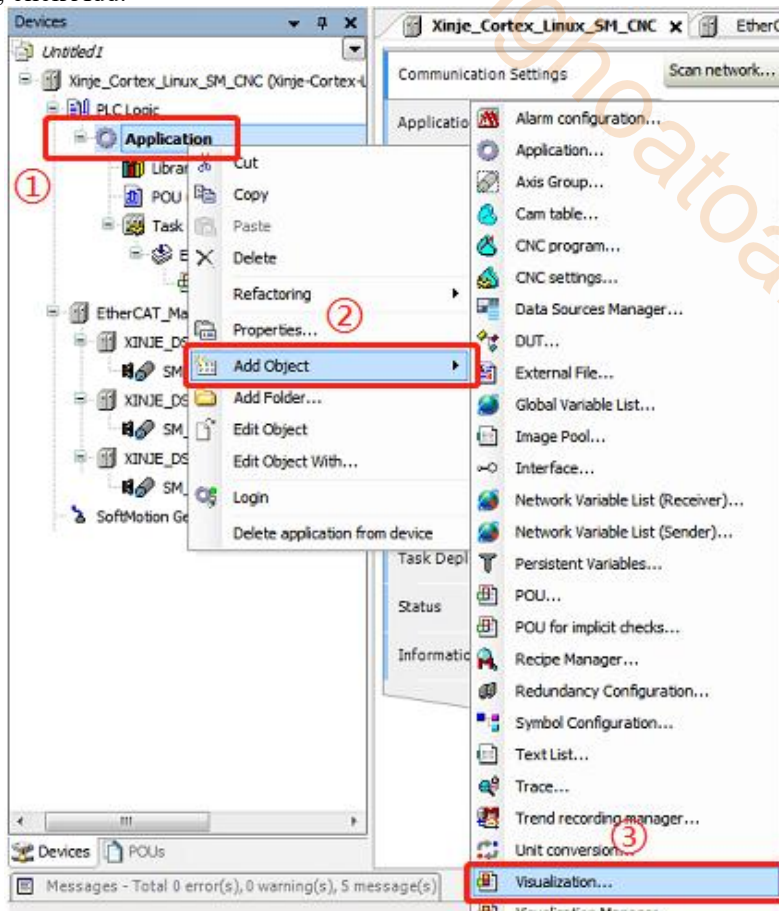 Devices
Untitled1
Xinje_Cortex_Linux_SM_CNC (Xinje-Cortex-L
PLC Logic
Application
Librar
POU
Task
E
EtherCAT_Ma
XINJE_DS
SM
XINJE_DS
SM_
XINJE_DS
SM_
SoftMotion Ge
①
Cut
Copy
Paste
Delete
Refactoring
②
Properties...
Add Object
Add Folder...
Edit Object
Edit Object With...
Login
Delete application from device
Xinje_Cortex_Linux_SM_CNC
EtherC
Communication Settings
Scan network...
Applicatio
Task Depl
Status
Informatic
Alarm configuration...
Application...
Axis Group...
Cam table...
CNC program...
CNC settings...
Data Sources Manager...
DUT...
External File...
Global Variable List...
Image Pool...
Interface...
Network Variable List (Receiver)...
Network Variable List (Sender)...
Persistent Variables...
POU...
POU for implicit checks...
Recipe Manager...
Redundancy Configuration...
Symbol Configuration...
Text List...
Trace...
Trend recording manager...
③
Unit conversion...
Visualization...
Devices
POUs
Messages - Total 0 error(s), 0 warning(s), 5 message(s)